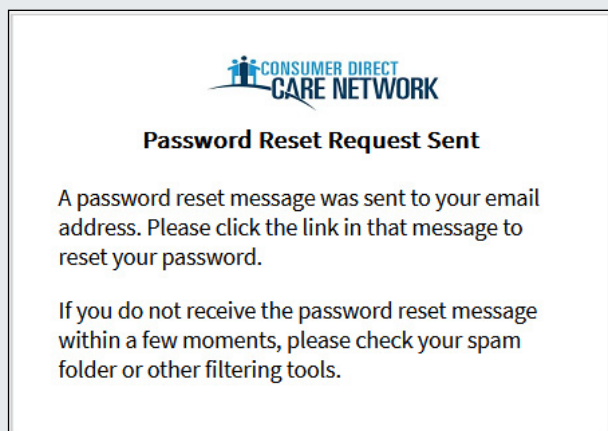 CONSUMER DIRECT
CARE NETWORK
Password Reset Request Sent
A password reset message was sent to your email
address. Please click the link in that message to
reset your password.
If you do not receive the password reset message
within a few moments, please check your spam
folder or other filtering tools.